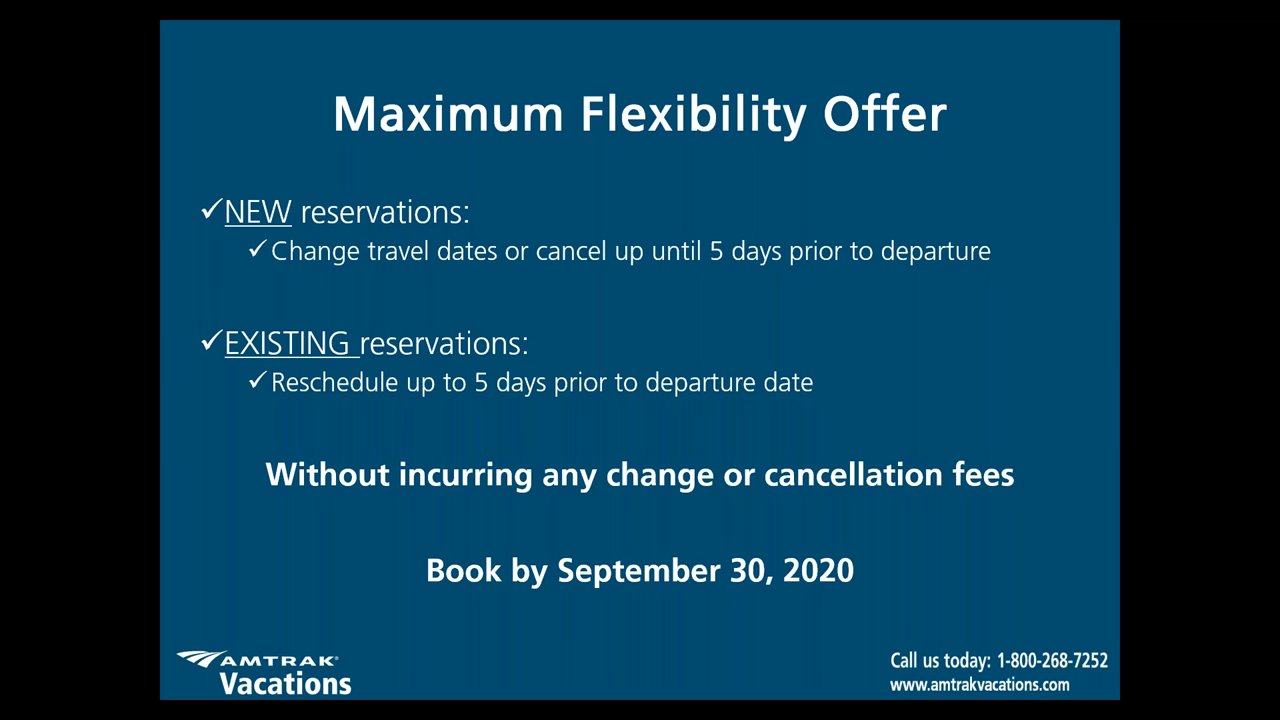 Maximum Flexibility Offer
✓NEW reservations:
✓Change travel dates or cancel up until 5 days prior to departure
✓EXISTING reservations:
✓Reschedule up to 5 days prior to departure date
Without incurring any change or cancellation fees
Book by September 30, 2020
AMTRAK®
Vacations
Call us today: 1-800-268-7252
www.amtrakvacations.com